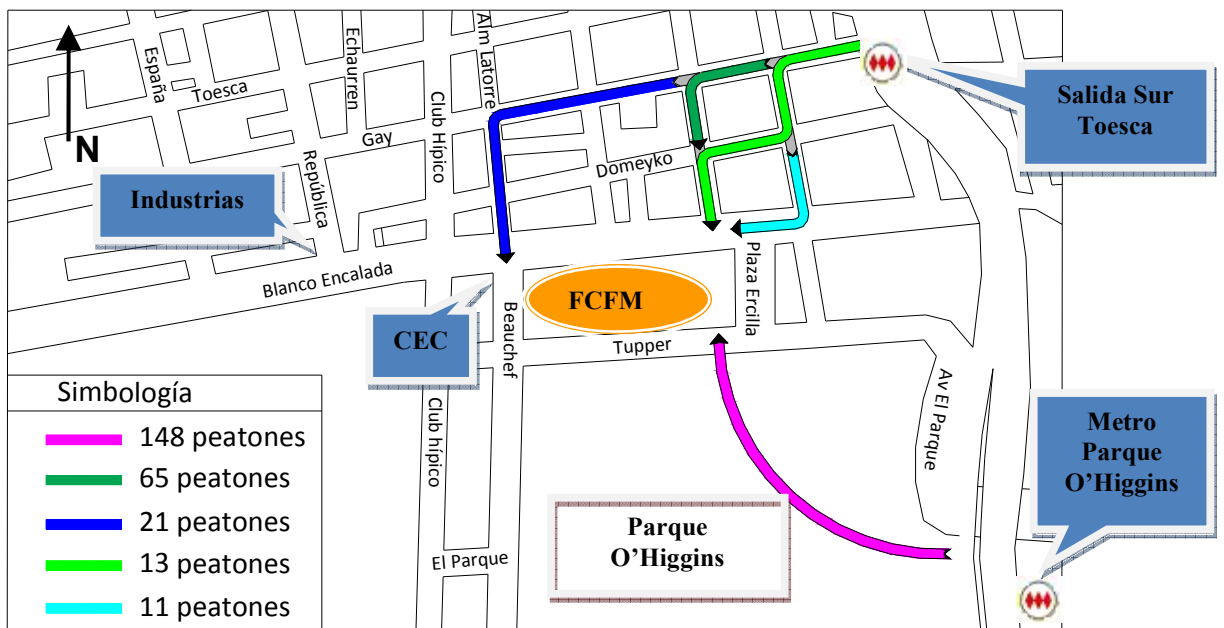 España
Toesca
Echaurren
Alm Latorre
Club Hípico
Gay
República
Domeyko
N
Salida Sur
Toesca
Industrias
Blanco Encalada
Plaza Ercilla
FCFM
CEC
Beauchef
Tupper
Av El Parque
Club hípico
El Parque
Parque
O’Higgins
Metro
Parque
O’Higgins
Simbología
148 peatones
65 peatones
21 peatones
13 peatones
11 peatones